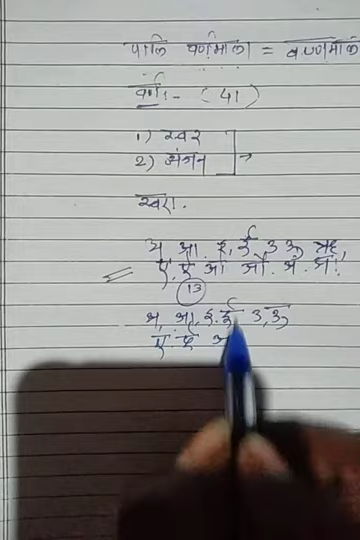 पालि वर्णमाला = वण्णमाला
वर्ण :- (41)
1) स्वर
2) व्यंजन
स्वरा.
अ आ. इ, ई, उ ऊ, ऋ,
ए, ऐ ओ औ. अं. अः
13
अ, आ, इ. ई उ, ऊ
ए. ऐ